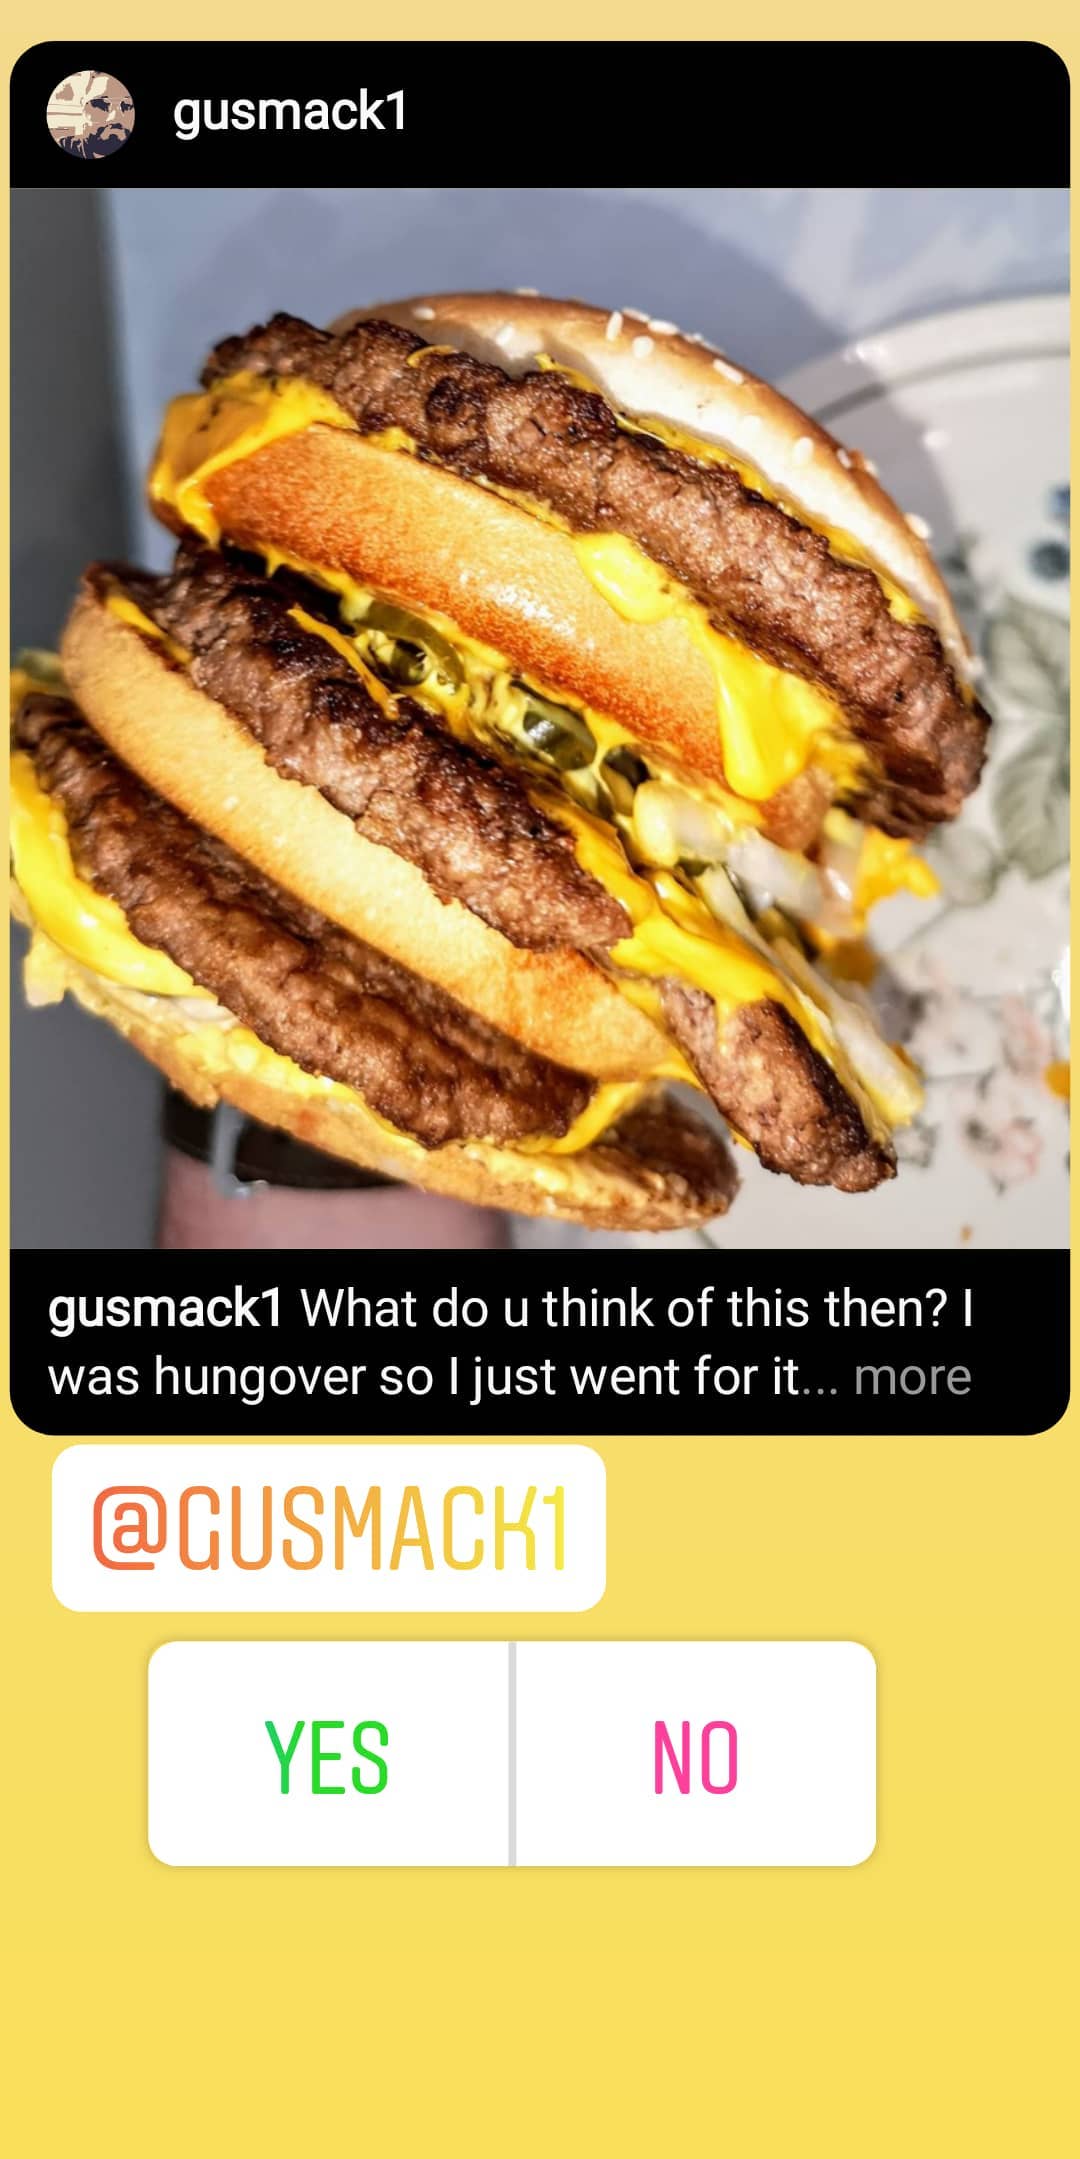 gusmack1
gusmack1 What do u think of this then? I
was hungover so I just went for it... more
@GUSMACK1
YES NO